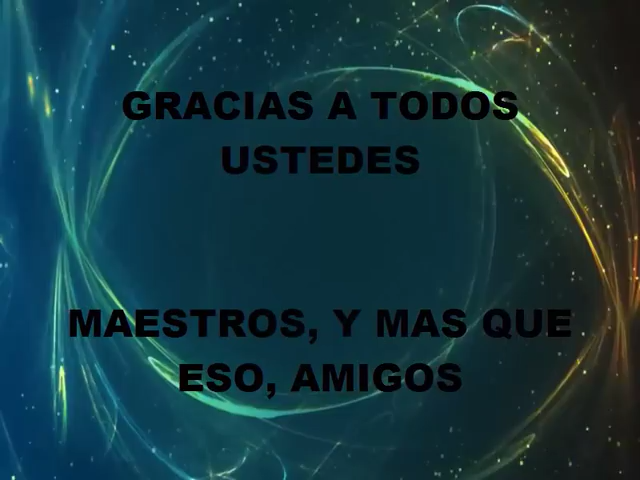 GRACIAS A TODOS
USTEDES
MAESTROS, Y MAS QUE
ESO, AMIGOS